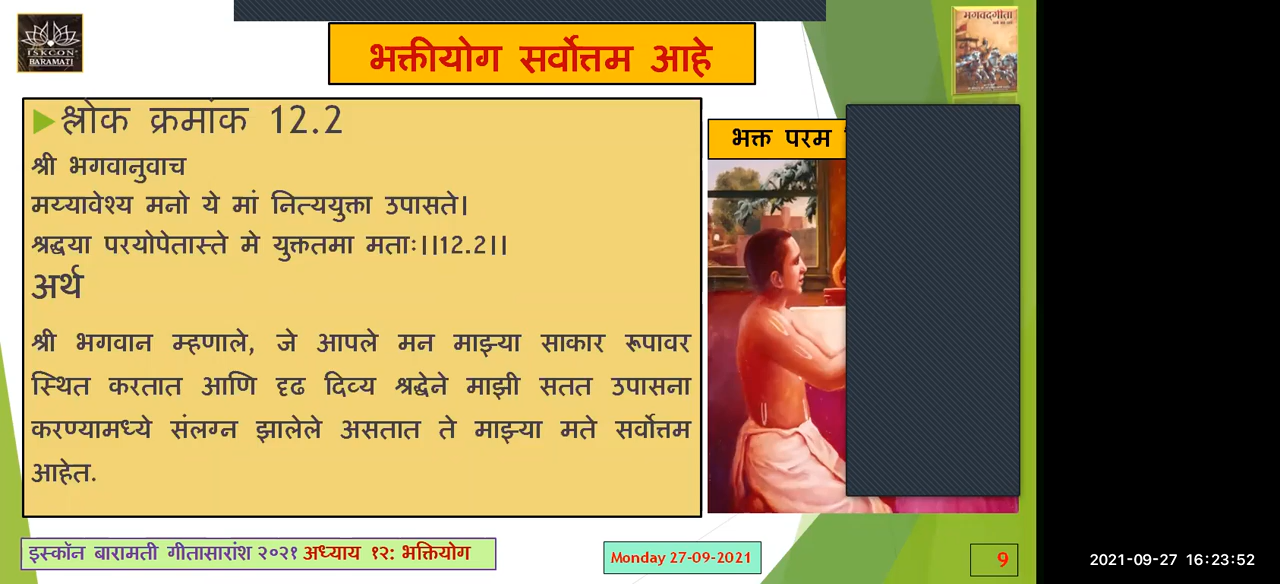 ISKCON
BARAMATI
भक्तीयोग सर्वोत्तम आहे
भगवद्गीता
श्लोक क्रमांक 12.2
श्री भगवानुवाच
मय्यावेश्य मनो ये मां नित्ययुक्ता उपासते।
श्रद्धया परयोपेतास्ते मे युक्ततमा मताः।।12.2।।
अर्थ
श्री भगवान म्हणाले, जे आपले मन माझ्या साकार रूपावर
स्थित करतात आणि दृढ दिव्य श्रद्धेने माझी सतत उपासना
करण्यामध्ये संलग्न झालेले असतात ते माझ्या मते सर्वोत्तम
आहेत.
भक्त परम
इस्कॉन बारामती गीतासारांश २०२१ अध्याय १२: भक्तियोग
Monday 27-09-2021
9
2021-09-27 16:23:52